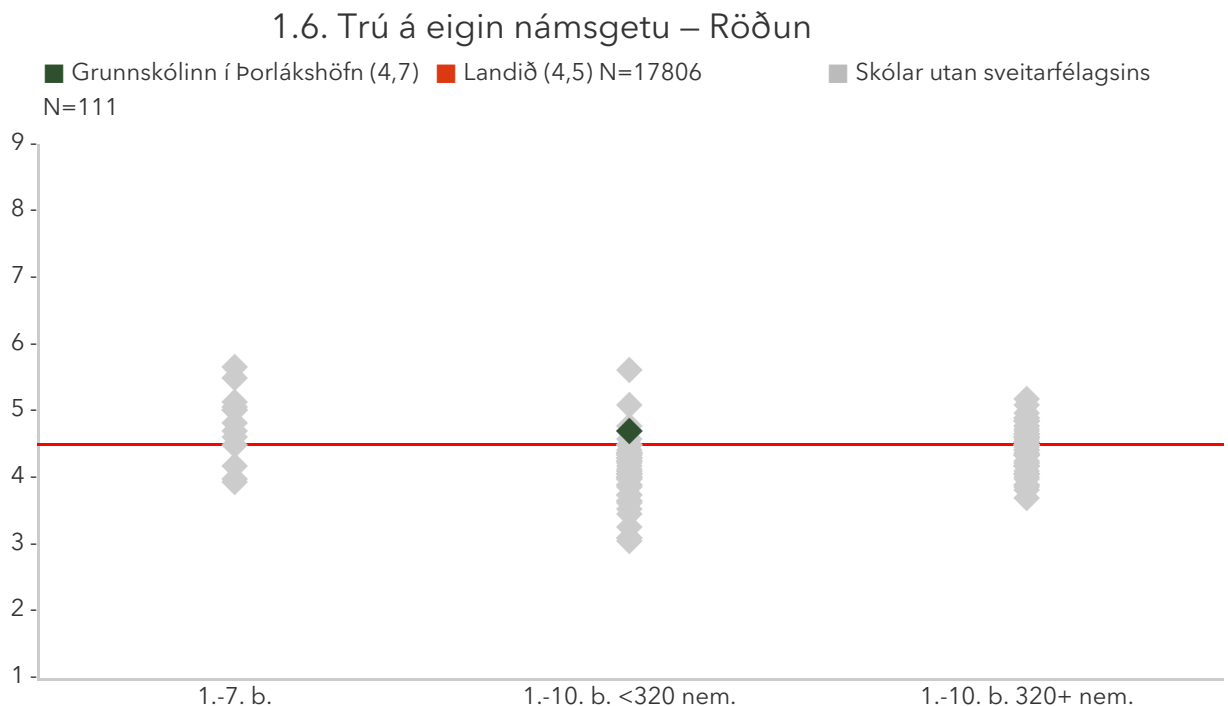 1.6. Trú á eigin námsgetu – Röðun
Grunnskólinn í Þorlákshöfn (4,7) Landið (4,5) N=17806 Skólar utan sveitarfélagsins
N=111
9
8
7
6
5
4
3
2
1
1.-7. b. 1.-10. b. <320 nem. 1.-10. b. 320+ nem.